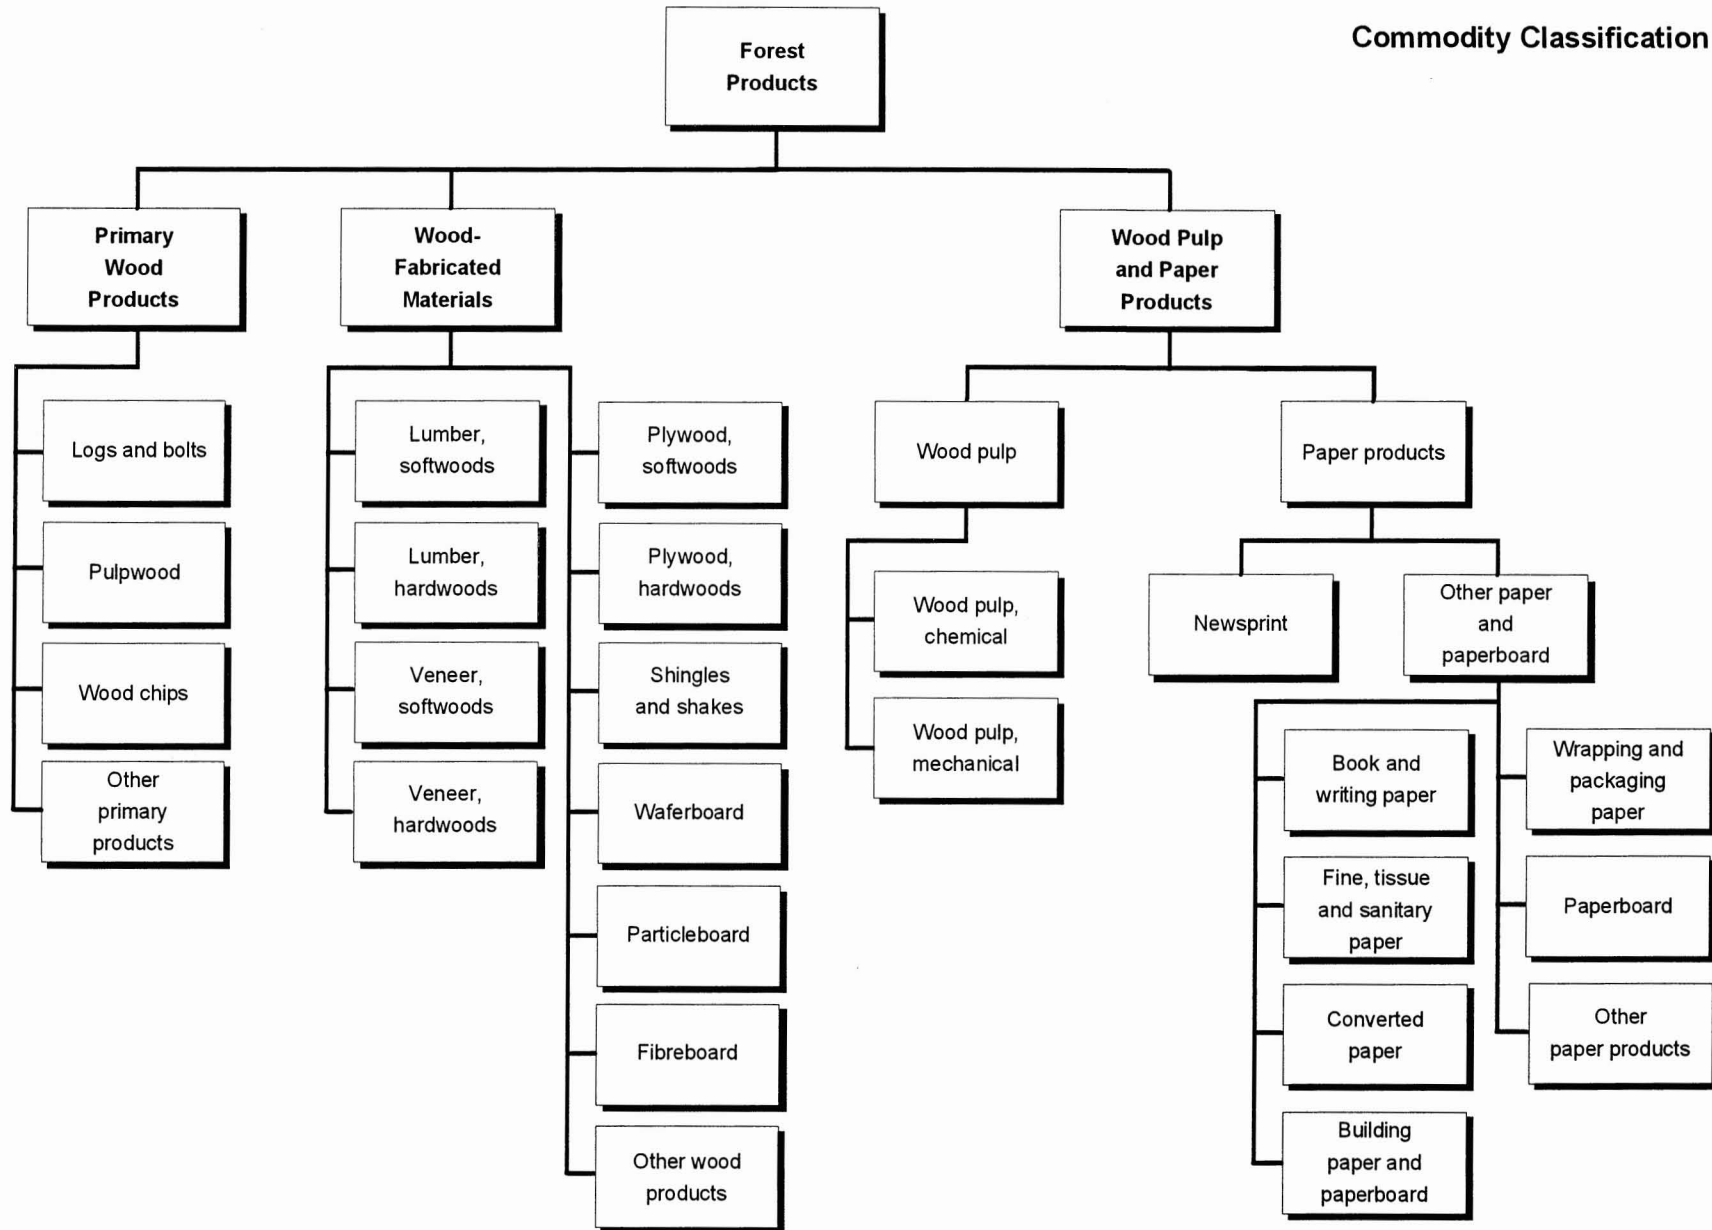 Commodity Classification
Forest
Products
Primary
Wood
Products
Wood-
Fabricated
Materials
Wood Pulp
and Paper
Products
Logs and bolts
Pulpwood
Wood chips
Other
primary
products
Lumber,
softwoods
Lumber,
hardwoods
Veneer,
softwoods
Veneer,
hardwoods
Plywood,
softwoods
Plywood,
hardwoods
Shingles
and shakes
Waferboard
Particleboard
Fibreboard
Other wood
products
Wood pulp
Wood pulp,
chemical
Wood pulp,
mechanical
Paper products
Newsprint
Other paper
and
paperboard
Book and
writing paper
Fine, tissue
and sanitary
paper
Converted
paper
Building
paper and
paperboard
Wrapping and
packaging
paper
Paperboard
Other
paper products